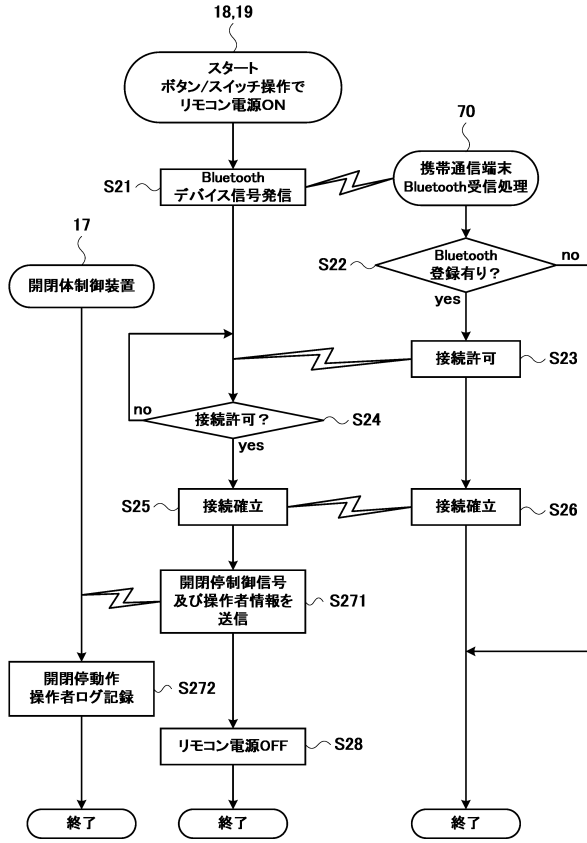 18,19
スタート
ボタン/スイッチ操作で
リモコン電源ON
70
S21
Bluetooth
デバイス信号発信
携帯通信端末
Bluetooth受信処理
17
開閉体制御装置
S22
Bluetooth
登録有り?
no
yes
接続許可
S23
no
接続許可?
S24
yes
S25
接続確立
接続確立
S26
開閉停制御信号
及び操作者情報を
送信
S271
開閉停動作
操作者ログ記録
S272
リモコン電源OFF
S28
終了
終了
終了